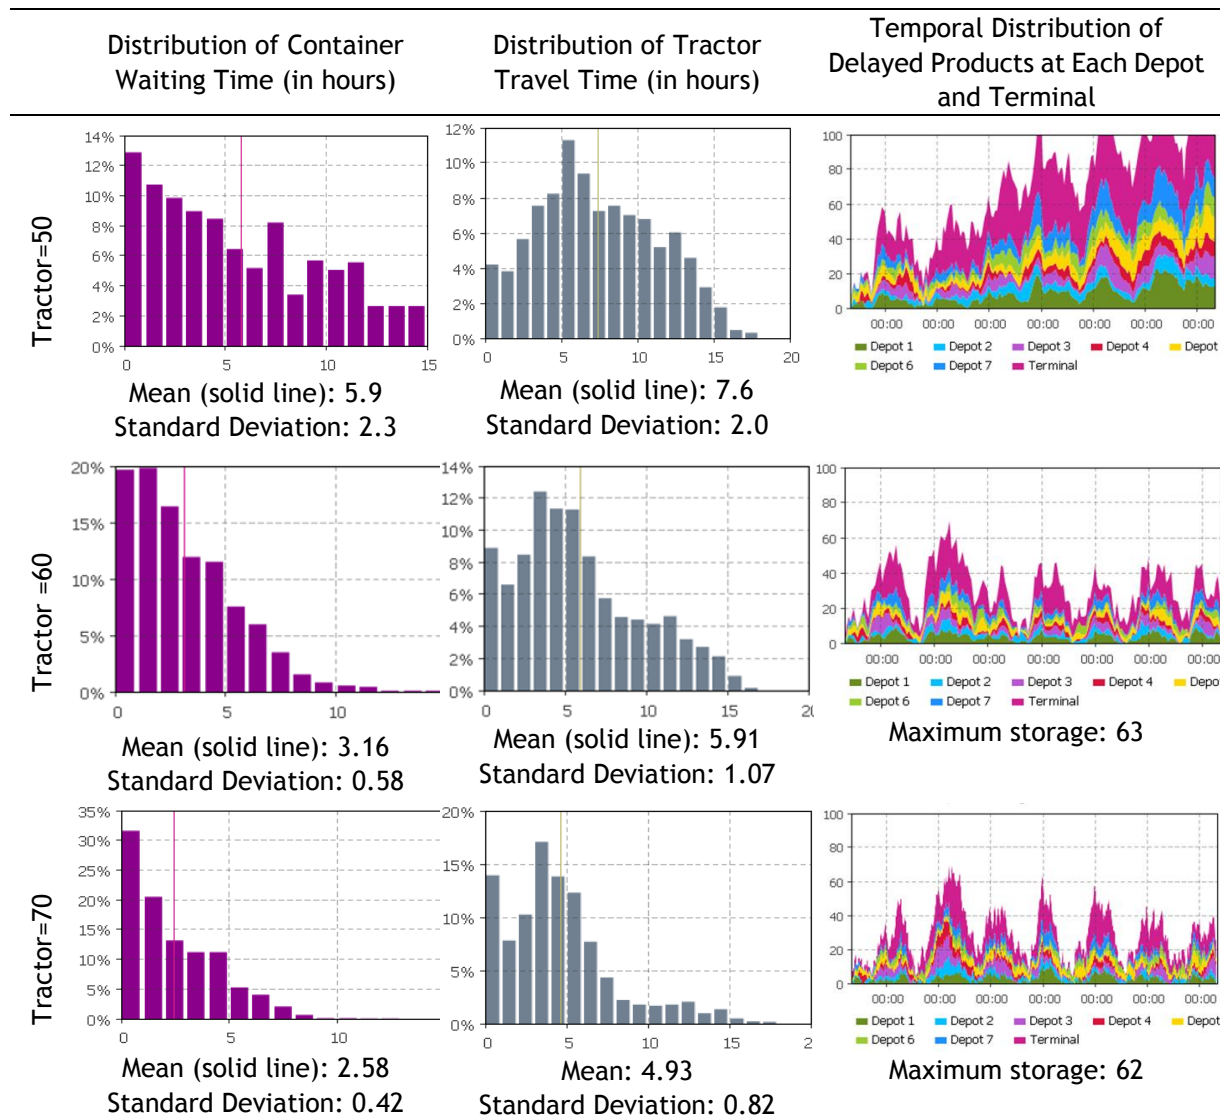 Distribution of Container
Waiting Time (in hours)
Distribution of Tractor
Travel Time (in hours)
Temporal Distribution of
Delayed Products at Each Depot
and Terminal
Tractor=50
14%
12%
10%
8%
6%
4%
2%
0%
0 5 10 15
Mean (solid line): 5.9
Standard Deviation: 2.3
12%
10%
8%
6%
4%
2%
0%
0 5 10 15 20
Mean (solid line): 7.6
Standard Deviation: 2.0
100
80
60
40
20
0
00:00 00:00 00:00 00:00 00:00 00:00 00:00
Depot 1 Depot 2 Depot 3 Depot 4 Depot
Depot 6 Depot 7 Terminal
Tractor =60
20%
15%
10%
5%
0%
0 5 10
Mean (solid line): 3.16
Standard Deviation: 0.58
14%
12%
10%
8%
6%
4%
2%
0%
0 5 10 15
Mean (solid line): 5.91
Standard Deviation: 1.07
100
80
60
40
20
0
00:00 00:00 00:00 00:00 00:00 00:00 00:00
Depot 1 Depot 2 Depot 3 Depot 4 Depot
Depot 6 Depot 7 Terminal
Maximum storage: 63
Tractor=70
35%
30%
25%
20%
15%
10%
5%
0%
0 5 10
Mean (solid line): 2.58
Standard Deviation: 0.42
20%
15%
10%
5%
0%
0 5 10 15 2
Mean: 4.93
Standard Deviation: 0.82
100
80
60
40
20
0
00:00 00:00 00:00 00:00 00:00 00:00 00:00
Depot 1 Depot 2 Depot 3 Depot 4 Depot
Depot 6 Depot 7 Terminal
Maximum storage: 62